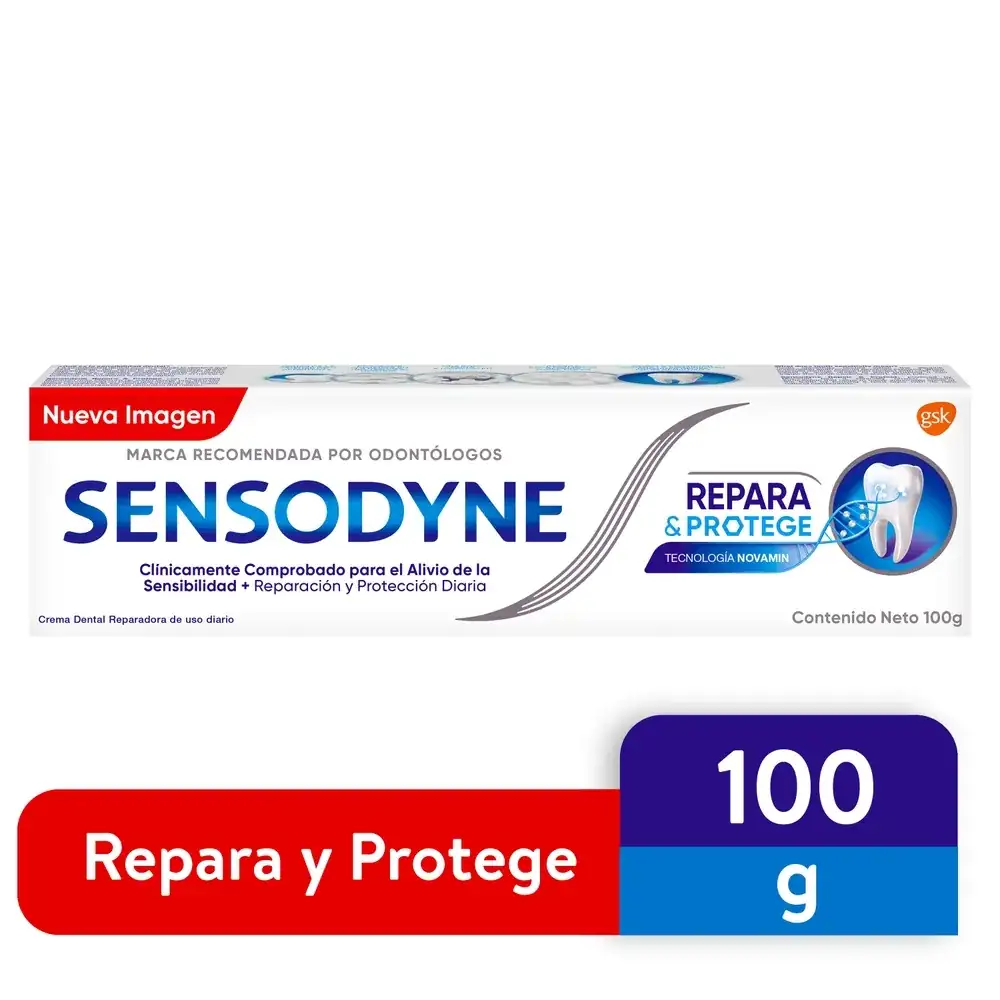 Nueva Imagen
MARCA RECOMENDADA POR ODONTÓLOGOS
SENSODYNE
Clínicamente Comprobado para el Alivio de la
Sensibilidad + Reparación y Protección Diaria
Crema Dental Reparadora de uso diario
gsk
REPARA
& PROTEGE
TECNOLOGÍA NOVAMIN
Contenido Neto 100g
Repara y Protege
100
g